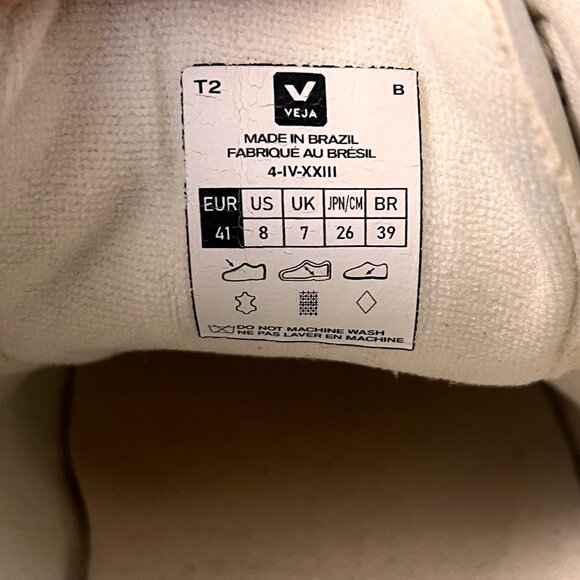 T2 B
VEJA
MADE IN BRAZIL
FABRIQUÉ AU BRÉSIL
4-IV-XXIII
EUR US UK JPN/CM BR
41 8 7 26 39
DO NOT MACHINE WASH
NE PAS LAVER EN MACHINE